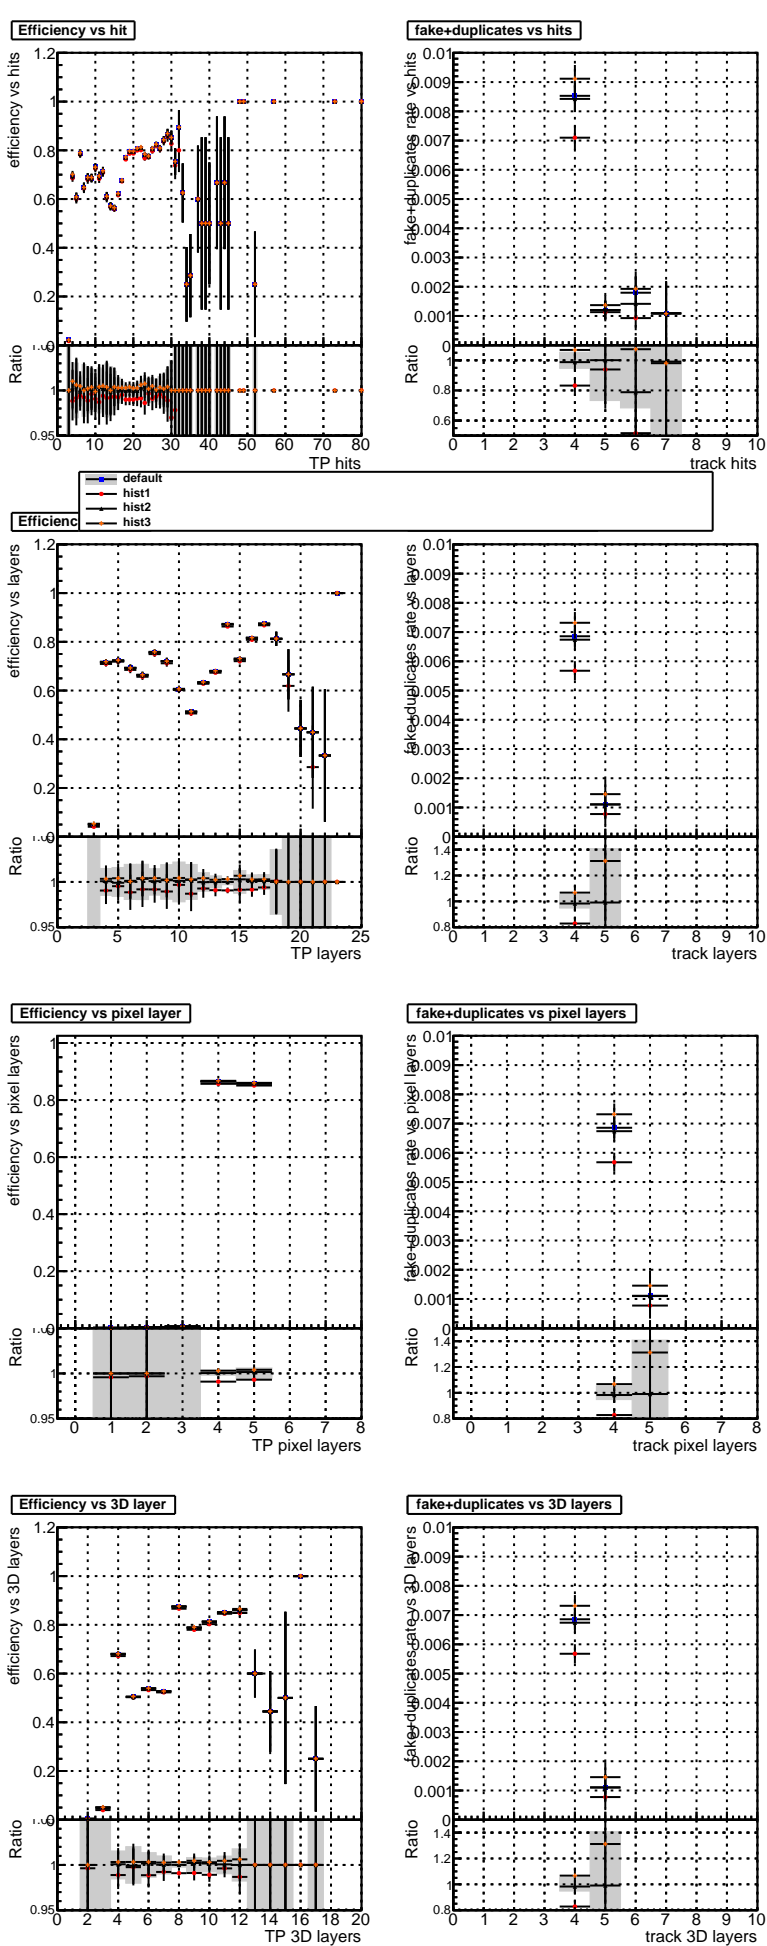 Efficiency vs hit
fake+duplicates vs hits
efficiency vs hits
1.2
1
0.8
0.6
0.4
0.2
fake+duplicates rate vs hits
0.01
0.009
0.008
0.007
0.006
0.005
0.004
0.003
0.002
0.001
0
Ratio
1
0.95
0 10 20 30 40 50 60 70 80
TP hits
Ratio
1
0.8
0.6
0 1 2 3 4 5 6 7 8 9 10
track hits
default
hist1
hist2
hist3
Efficienc
efficiency vs layers
1.2
1
0.8
0.6
0.4
0.2
fake+duplicates rate vs layers
0.01
0.009
0.008
0.007
0.006
0.005
0.004
0.003
0.002
0.001
0
Ratio
1
0.95
0 5 10 15 20 25
TP layers
Ratio
1.4
1.2
1
0.8
0 1 2 3 4 5 6 7 8 9 10
track layers
Efficiency vs pixel layer
fake+duplicates vs pixel layers
efficiency vs pixel layers
1
0.8
0.6
0.4
0.2
fake+duplicates rate vs pixel layers
0.01
0.009
0.008
0.007
0.006
0.005
0.004
0.003
0.002
0.001
0
Ratio
1
0.95
0 1 2 3 4 5 6 7 8
TP pixel layers
Ratio
1.4
1.2
1
0.8
0 1 2 3 4 5 6 7 8
track pixel layers
Efficiency vs 3D layer
fake+duplicates vs 3D layers
efficiency vs 3D layers
1.2
1
0.8
0.6
0.4
0.2
fake+duplicates rate vs 3D layers
0.01
0.009
0.008
0.007
0.006
0.005
0.004
0.003
0.002
0.001
0
Ratio
1
0.95
0 2 4 6 8 10 12 14 16 18 20
TP 3D layers
Ratio
1.4
1.2
1
0.8
0 1 2 3 4 5 6 7 8 9 10
track 3D layers